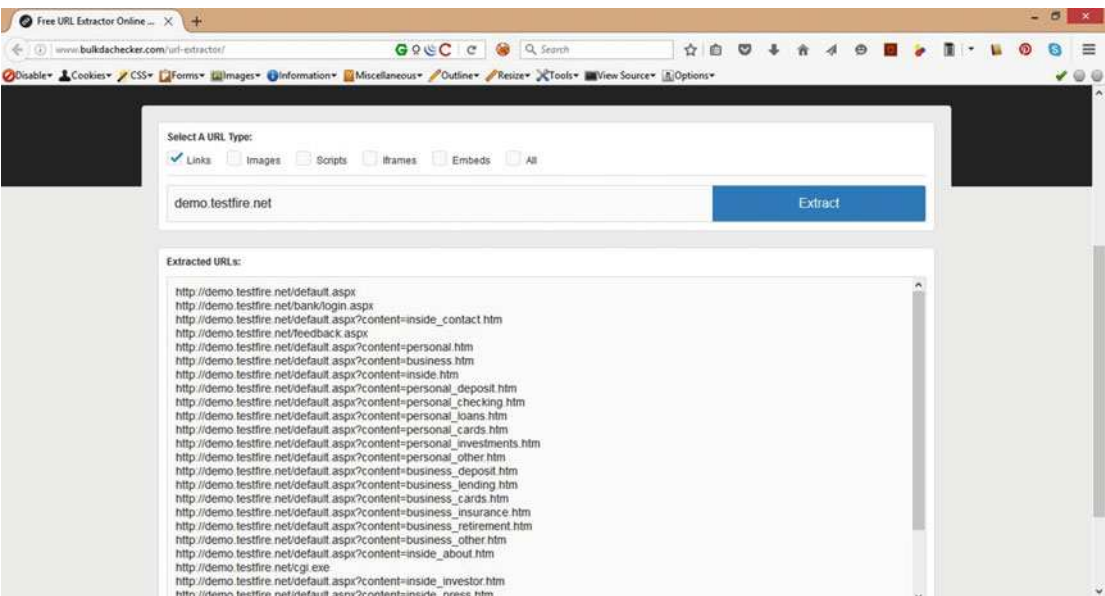 Free URL Extractor Online ...
www.bulkdachecker.com/url-extractor/
Search
Disable Cookies CSS Forms Images Information Miscellaneous Outline Resize Tools View Source Options
Select A URL Type:
Links Images Scripts Iframes Embeds All
demo.testfire.net
Extract
Extracted URLs:
http://demo.testfire.net/default.aspx
http://demo.testfire.net/bank/login.aspx
http://demo.testfire.net/default.aspx?content=inside_contact.htm
http://demo.testfire.net/feedback.aspx
http://demo.testfire.net/default.aspx?content=personal.htm
http://demo.testfire.net/default.aspx?content=business.htm
http://demo.testfire.net/default.aspx?content=inside.htm
http://demo.testfire.net/default.aspx?content=personal_deposit.htm
http://demo.testfire.net/default.aspx?content=personal_checking.htm
http://demo.testfire.net/default.aspx?content=personal_loans.htm
http://demo.testfire.net/default.aspx?content=personal_cards.htm
http://demo.testfire.net/default.aspx?content=personal_investments.htm
http://demo.testfire.net/default.aspx?content=personal_other.htm
http://demo.testfire.net/default.aspx?content=business_deposit.htm
http://demo.testfire.net/default.aspx?content=business_lending.htm
http://demo.testfire.net/default.aspx?content=business_cards.htm
http://demo.testfire.net/default.aspx?content=business_insurance.htm
http://demo.testfire.net/default.aspx?content=business_retirement.htm
http://demo.testfire.net/default.aspx?content=business_other.htm
http://demo.testfire.net/default.aspx?content=inside_about.htm
http://demo.testfire.net/cgi.exe
http://demo.testfire.net/default.aspx?content=inside_investor.htm
http://demo.testfire.net/default.aspx?content=inside_press.htm